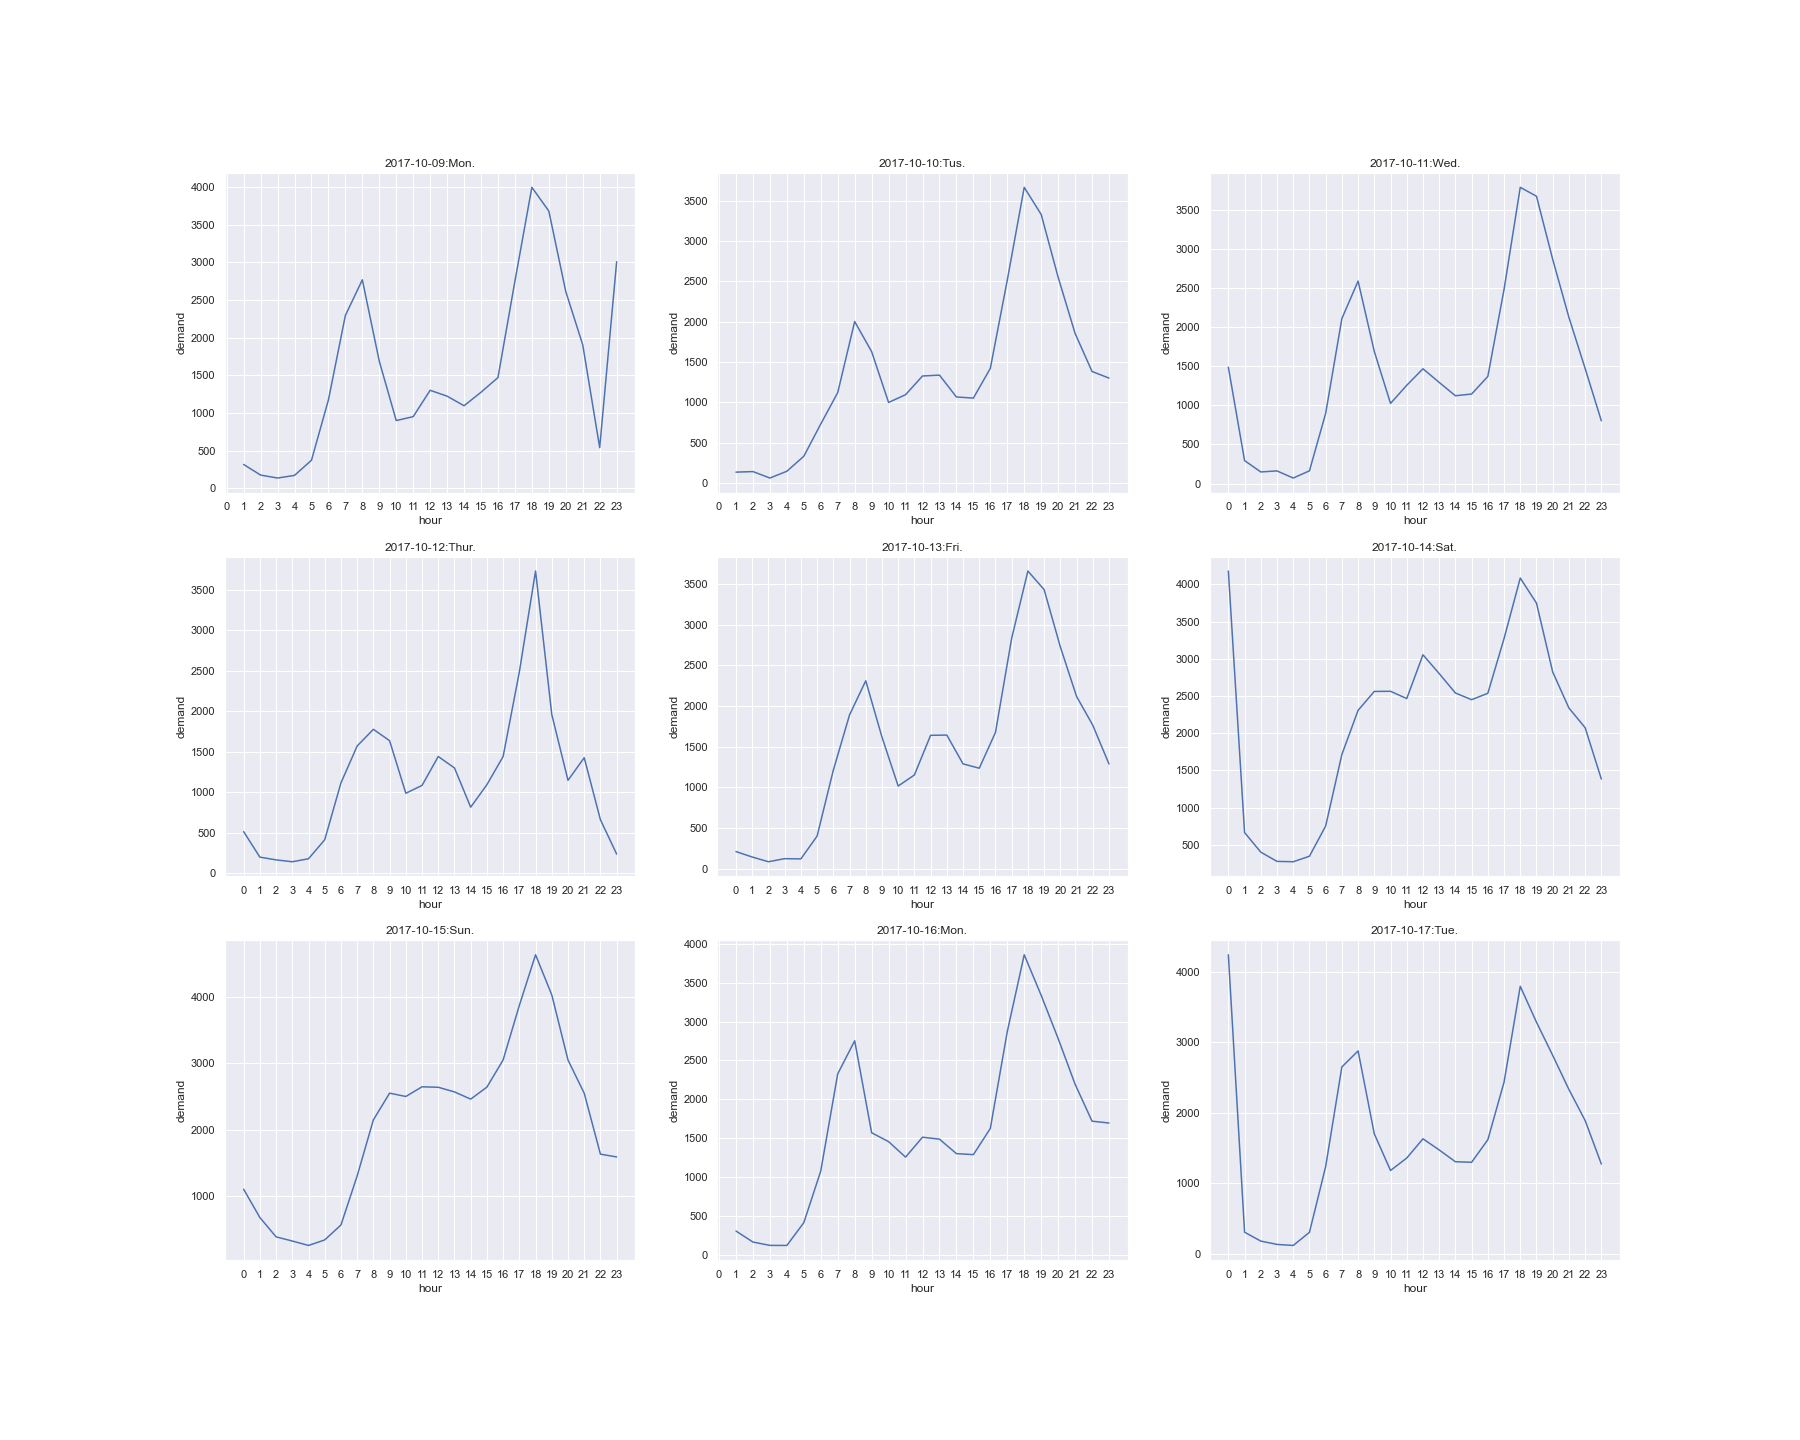 2017-10-09:Mon.
4000
3500
3000
2500
2000
1500
1000
500
0
demand
0 1 2 3 4 5 6 7 8 9 10 11 12 13 14 15 16 17 18 19 20 21 22 23
hour
2017-10-10:Tus.
3500
3000
2500
2000
1500
1000
500
0
demand
0 1 2 3 4 5 6 7 8 9 10 11 12 13 14 15 16 17 18 19 20 21 22 23
hour
2017-10-11:Wed.
3500
3000
2500
2000
1500
1000
500
0
demand
0 1 2 3 4 5 6 7 8 9 10 11 12 13 14 15 16 17 18 19 20 21 22 23
hour
2017-10-12:Thur.
3500
3000
2500
2000
1500
1000
500
0
demand
0 1 2 3 4 5 6 7 8 9 10 11 12 13 14 15 16 17 18 19 20 21 22 23
hour
2017-10-13:Fri.
3500
3000
2500
2000
1500
1000
500
0
demand
0 1 2 3 4 5 6 7 8 9 10 11 12 13 14 15 16 17 18 19 20 21 22 23
hour
2017-10-14:Sat.
4000
3500
3000
2500
2000
1500
1000
500
demand
0 1 2 3 4 5 6 7 8 9 10 11 12 13 14 15 16 17 18 19 20 21 22 23
hour
2017-10-15:Sun.
4000
3000
2000
1000
demand
0 1 2 3 4 5 6 7 8 9 10 11 12 13 14 15 16 17 18 19 20 21 22 23
hour
2017-10-16:Mon.
4000
3500
3000
2500
2000
1500
1000
500
0
demand
0 1 2 3 4 5 6 7 8 9 10 11 12 13 14 15 16 17 18 19 20 21 22 23
hour
2017-10-17:Tue.
4000
3000
2000
1000
0
demand
0 1 2 3 4 5 6 7 8 9 10 11 12 13 14 15 16 17 18 19 20 21 22 23
hour